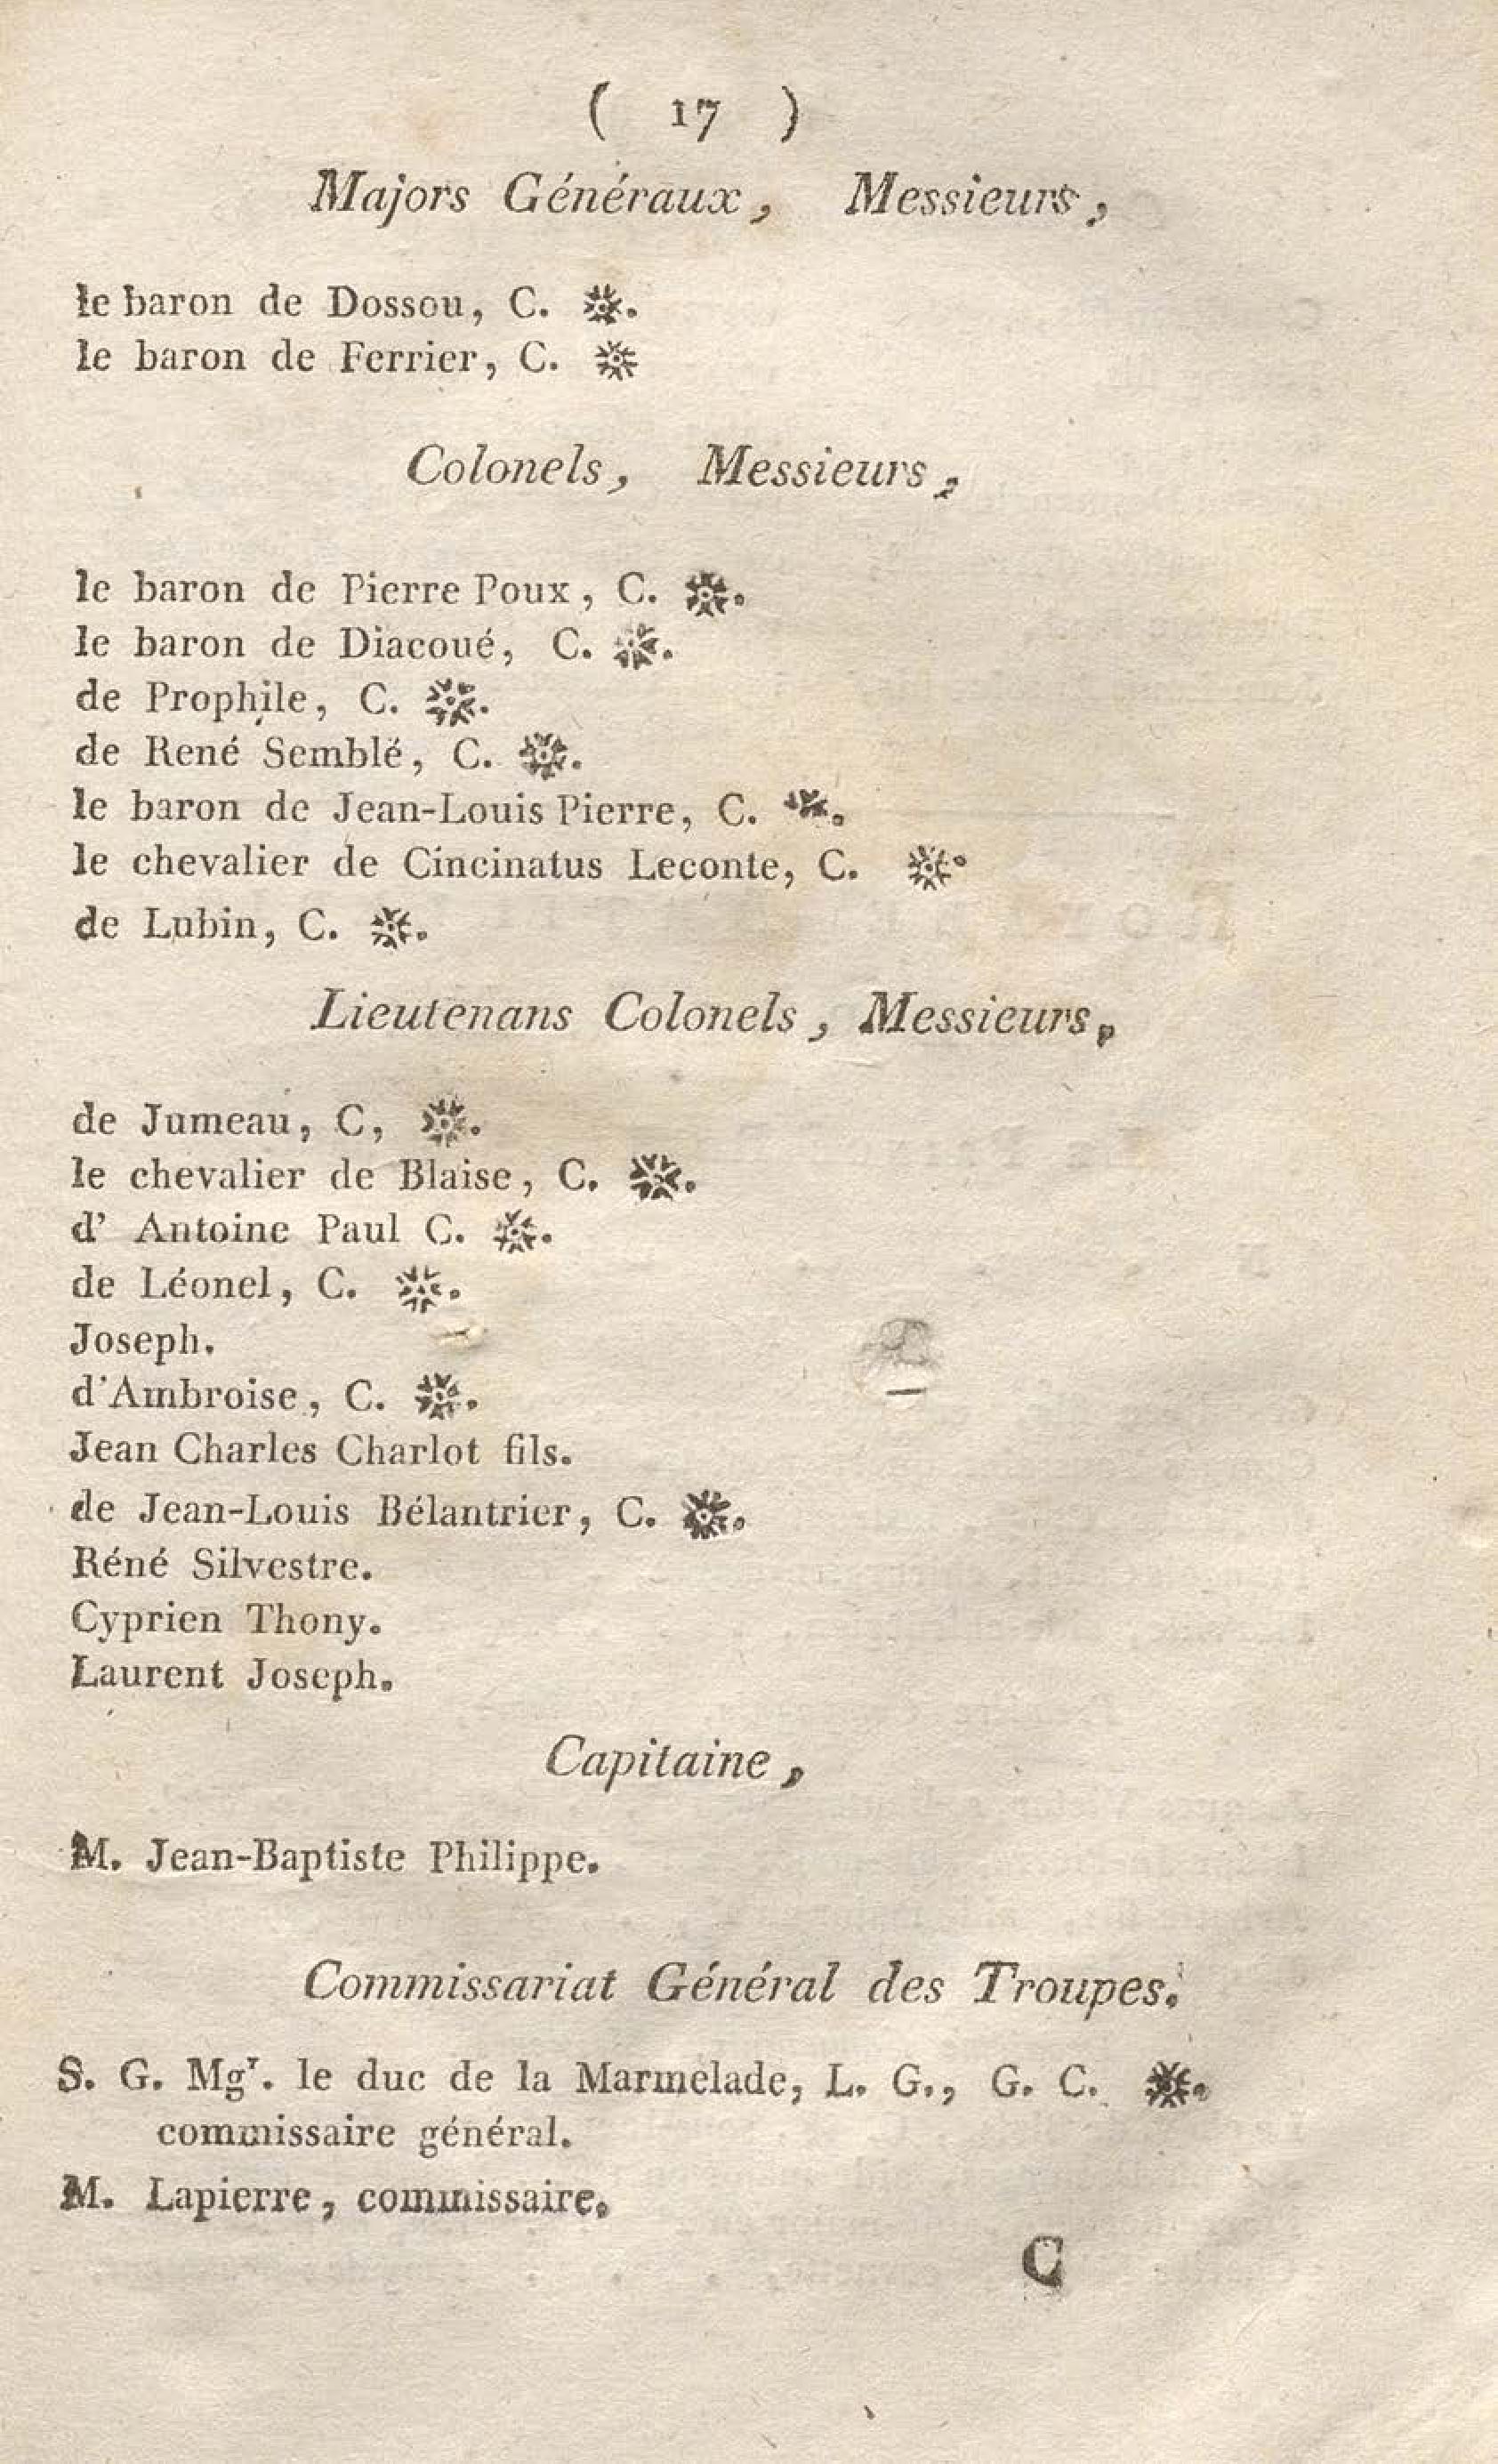 ( 17 )
Majors Généraux, Messieurs,
le baron de Dossou, C. ❋.
le baron de Ferrier, C. ❋
Colonels, Messieurs,
le baron de Pierre Poux, C. ❋.
le baron de Diacoué, C. ❋.
de Prophile, C. ❋.
de René Semblé, C. ❋.
le baron de Jean-Louis Pierre, C. ❋.
le chevalier de Cincinatus Leconte, C. ❋.
de Lubin, C. ❋.
Lieutenans Colonels, Messieurs,
de Jumeau, C, ❋.
le chevalier de Blaise, C. ❋.
d' Antoine Paul C. ❋.
de Léonel, C. ❋.
Joseph.
d'Ambroise, C. ❋.
Jean Charles Charlot fils.
de Jean-Louis Bélantrier, C. ❋.
Réné Silvestre.
Cyprien Thony.
Laurent Joseph.
Capitaine,
M. Jean-Baptiste Philippe.
Commissariat Général des Troupes.
S. G. Mgr. le duc de la Marmelade, L. G., G. C. ❋.
commissaire général.
M. Lapierre, commissaire.
C